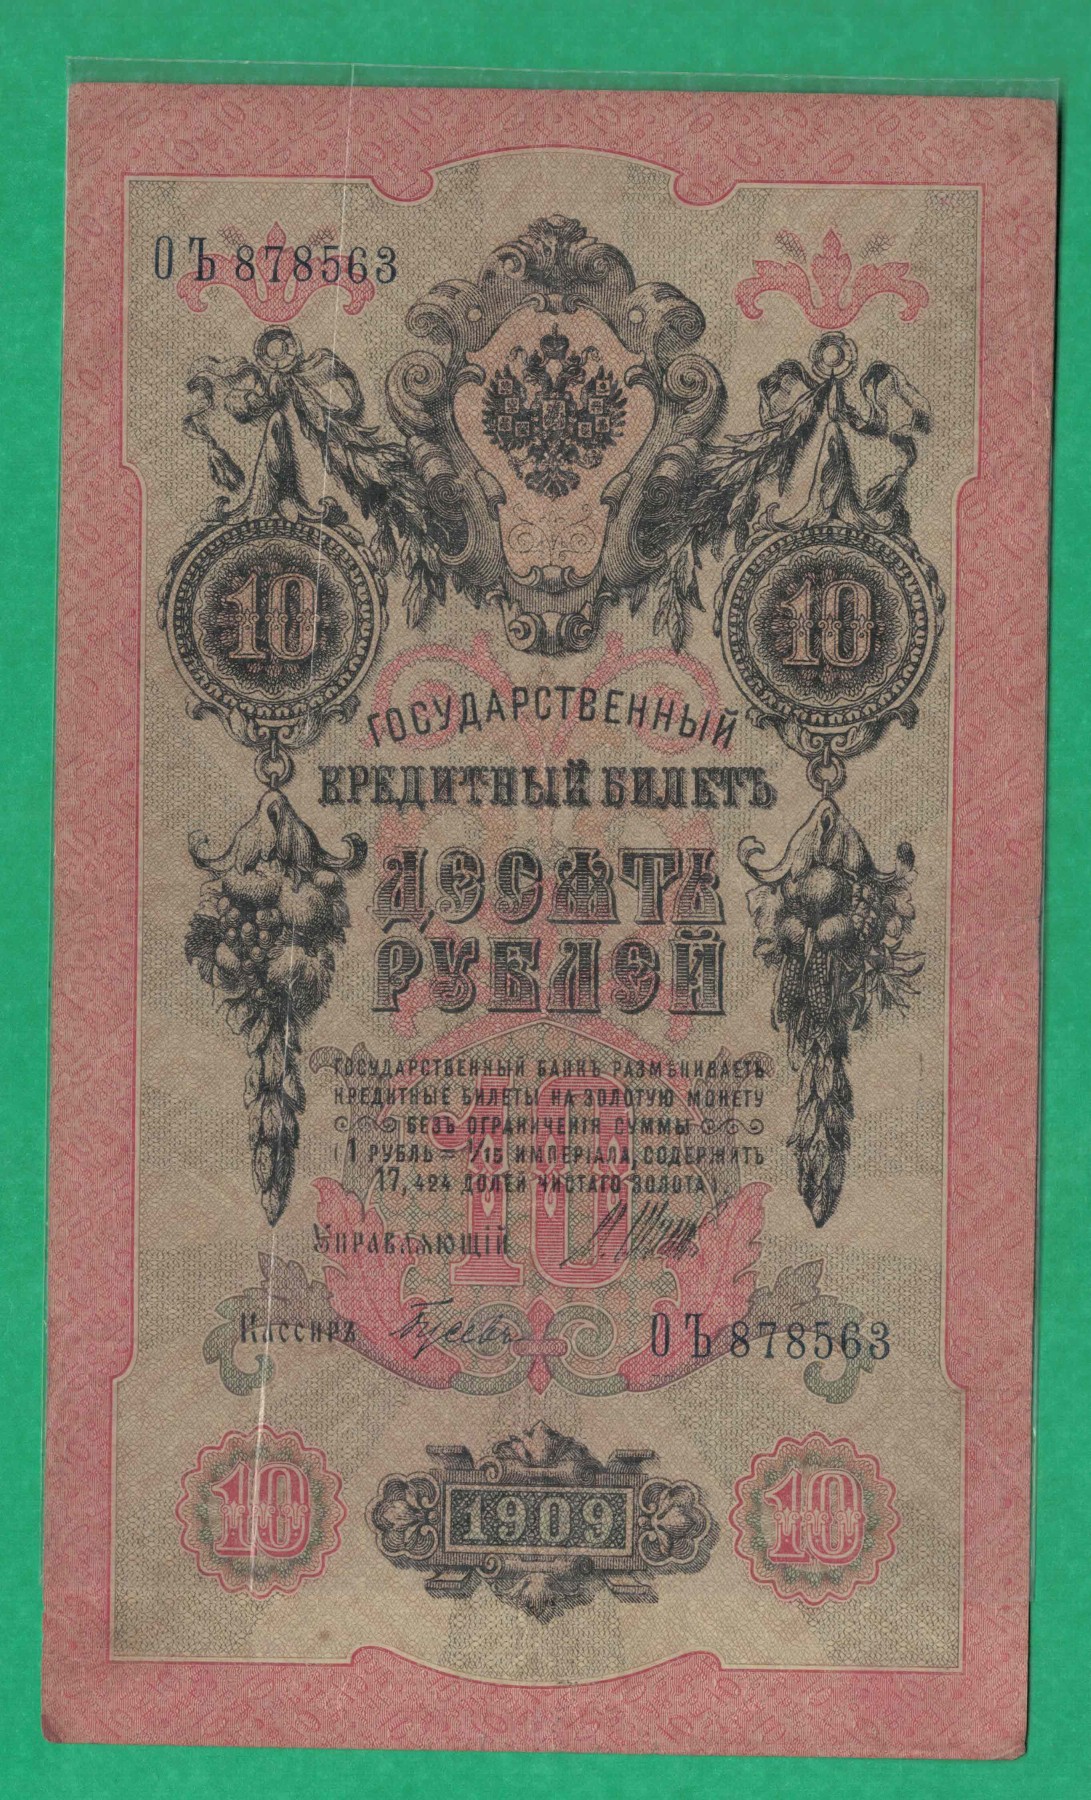 ОЪ 878563
10 10
ГОСУДАРСТВЕННЫЙ
КРЕДИТНЫЙ БИЛЕТЪ
ДЕСЯТЬ
РУБЛЕЙ
ГОСУДАРСТВЕННЫЙ БАНКЪ РАЗМѢНИВАЕТЪ
КРЕДИТНЫЕ БИЛЕТЫ НА ЗОЛОТУЮ МОНЕТУ
БЕЗЪ ОГРАНИЧЕНІЯ СУММЫ
(1 РУБЛЬ = 1/15 ИМПЕРІАЛА, СОДЕРЖИТЪ
17,424 ДОЛЕЙ ЧИСТАГО ЗОЛОТА).
10
УПРАВЛЯЮЩІЙ
КАССИРЪ Гусевъ ОЪ 878563
10 1909 10